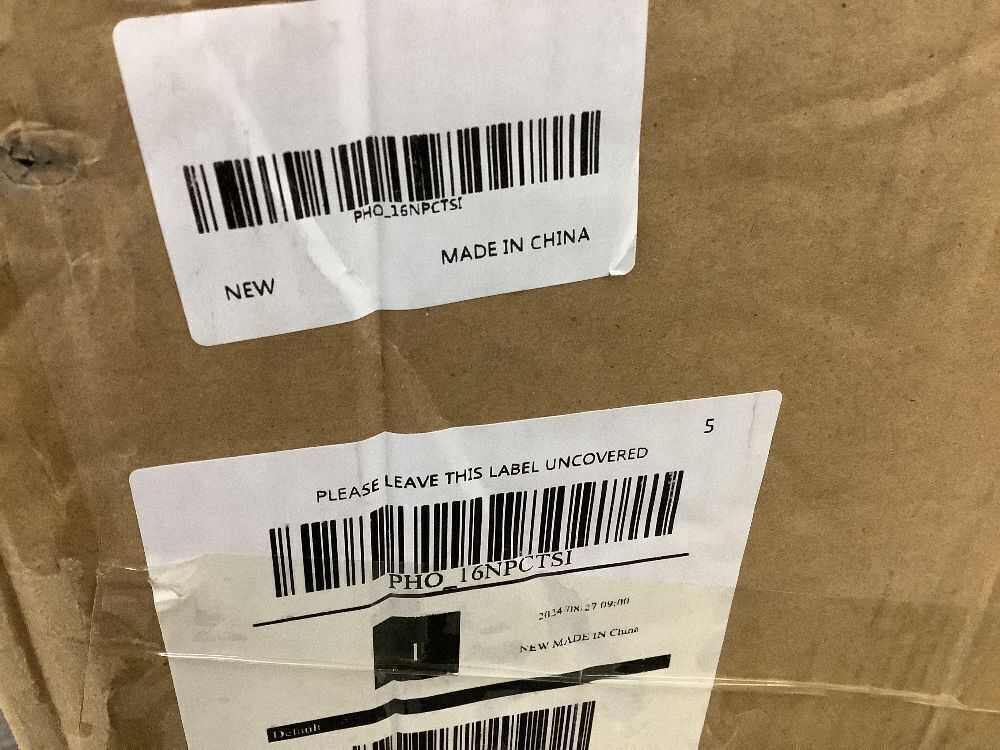 PHO_16NPCTSI
NEW
MADE IN CHINA
5
PLEASE LEAVE THIS LABEL UNCOVERED
PHO_16NPCTSI
2024/08/27 09:00
1
NEW MADE IN China
Default